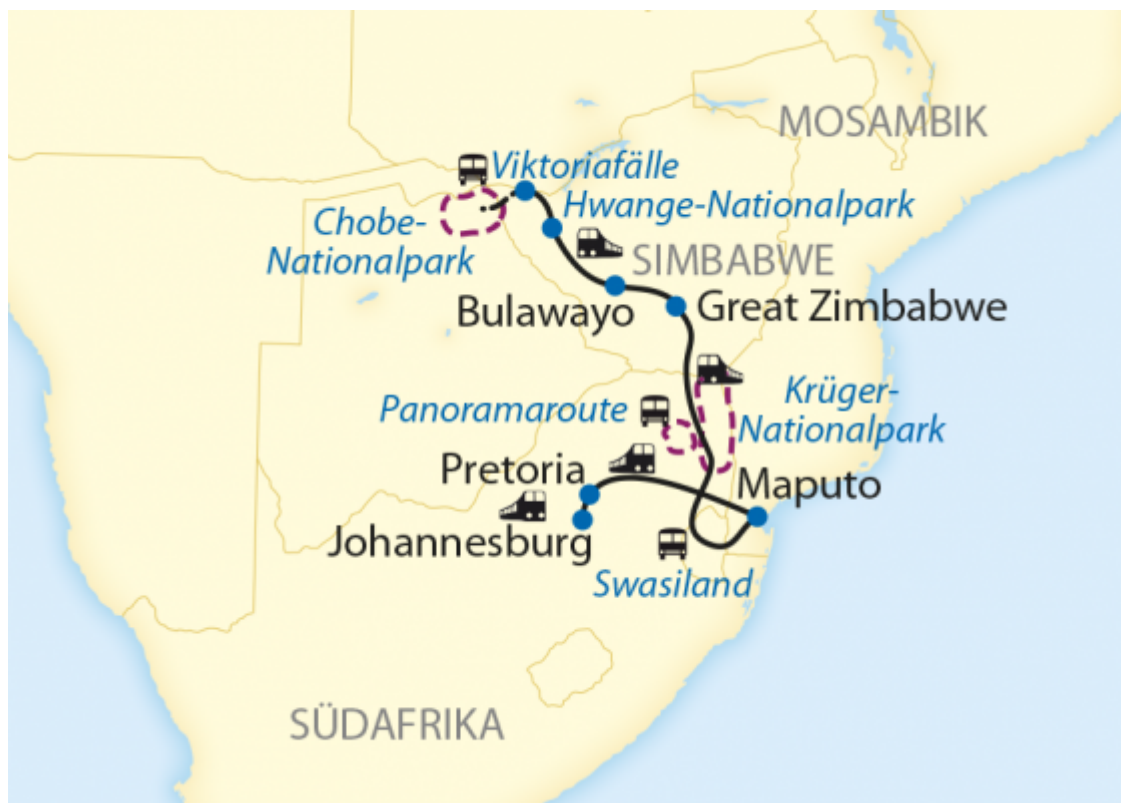 MOSAMBIK
Viktoriafälle
Hwange-Nationalpark
Chobe-
Nationalpark
SIMBABWE
Bulawayo
Great Zimbabwe
Panoramaroute
Krüger-
Nationalpark
Pretoria
Maputo
Johannesburg
Swasiland
SÜDAFRIKA